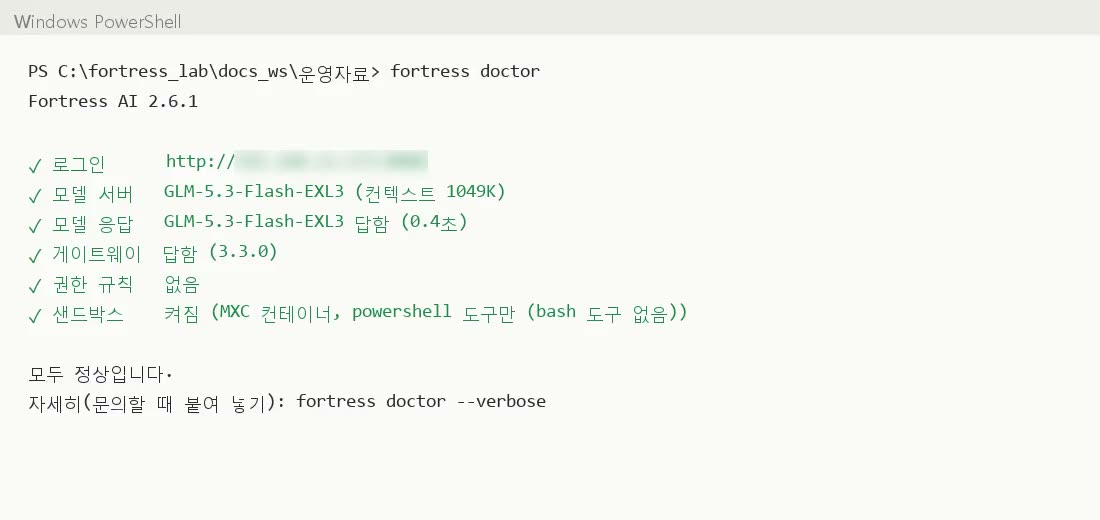 Windows PowerShell
PS C:\fortress_lab\docs_ws\운영자료> fortress doctor
Fortress AI 2.6.1
✓ 로그인 http://
✓ 모델 서버 GLM-5.3-Flash-EXL3 (컨텍스트 1049K)
✓ 모델 응답 GLM-5.3-Flash-EXL3 답함 (0.4초)
✓ 게이트웨이 답함 (3.3.0)
✓ 권한 규칙 없음
✓ 샌드박스 켜짐 (MXC 컨테이너, powershell 도구만 (bash 도구 없음))
모두 정상입니다.
자세히(문의할 때 붙여 넣기): fortress doctor --verbose